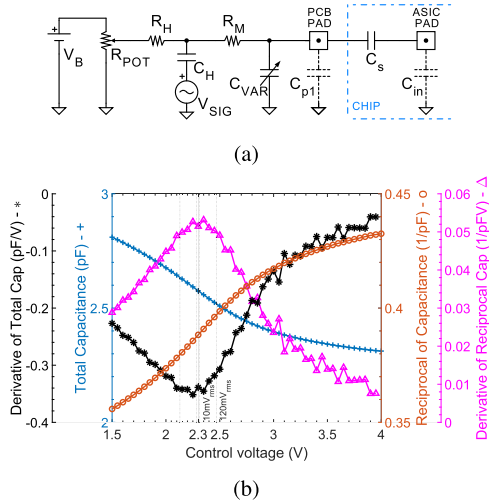 PCB
PAD
CHIP
ASIC
PAD
R_H
R_M
V_B
R_POT
C_H
V_SIG
C_VAR
C_p1
C_s
C_in
(a)
Derivative of Total Cap (pF/V) - *
0
-0.1
-0.2
-0.3
-0.4
Total Capacitance (pF) - +
3
2.5
2
0.45
0.4
0.35
Reciprocal of Capacitance (1/pF) - o
0.06
0.05
0.04
0.03
0.02
0.01
0
Derivative of Reciprocal Cap (1/pFV) - Δ
10mV_rms
120mV_rms
1.5
2
2.3
2.5
3
3.5
4
Control voltage (V)
(b)